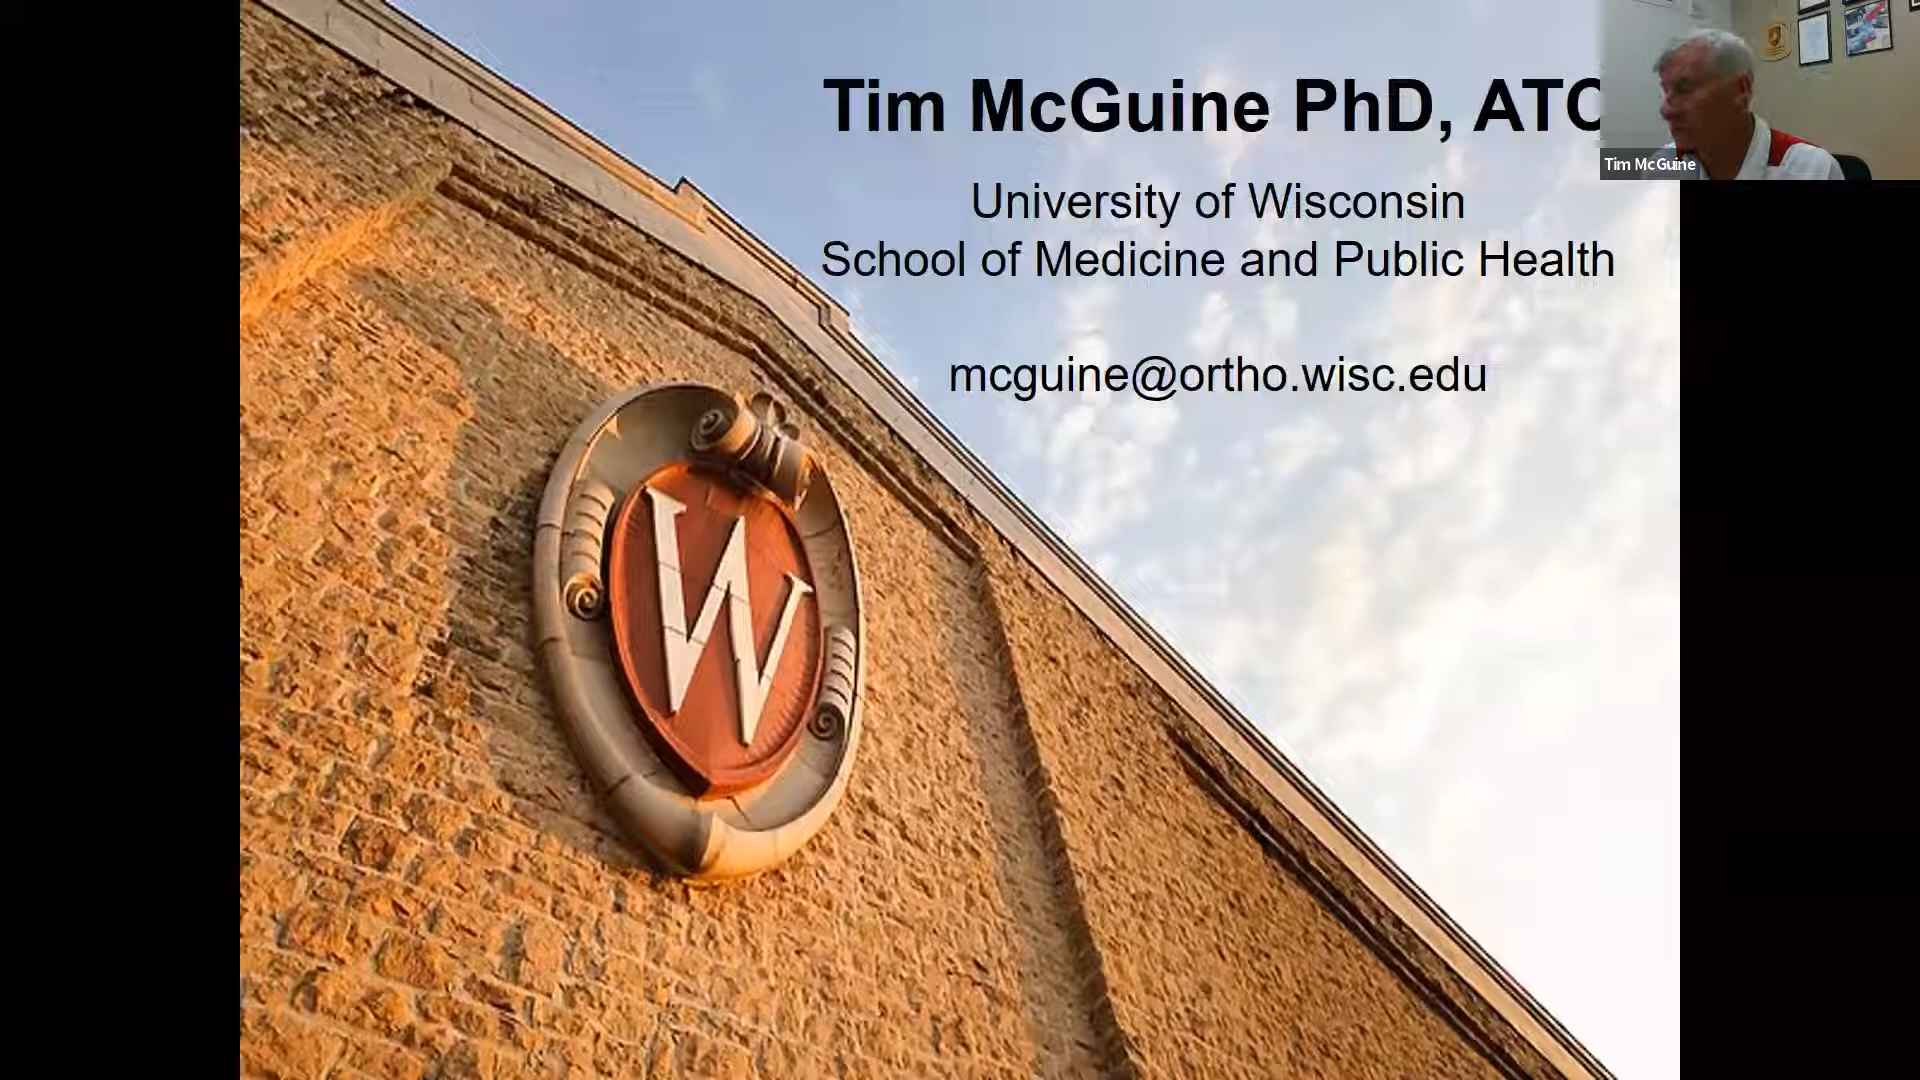 Tim McGuine PhD, ATC
Tim McGuine
University of Wisconsin
School of Medicine and Public Health
mcguine@ortho.wisc.edu
W